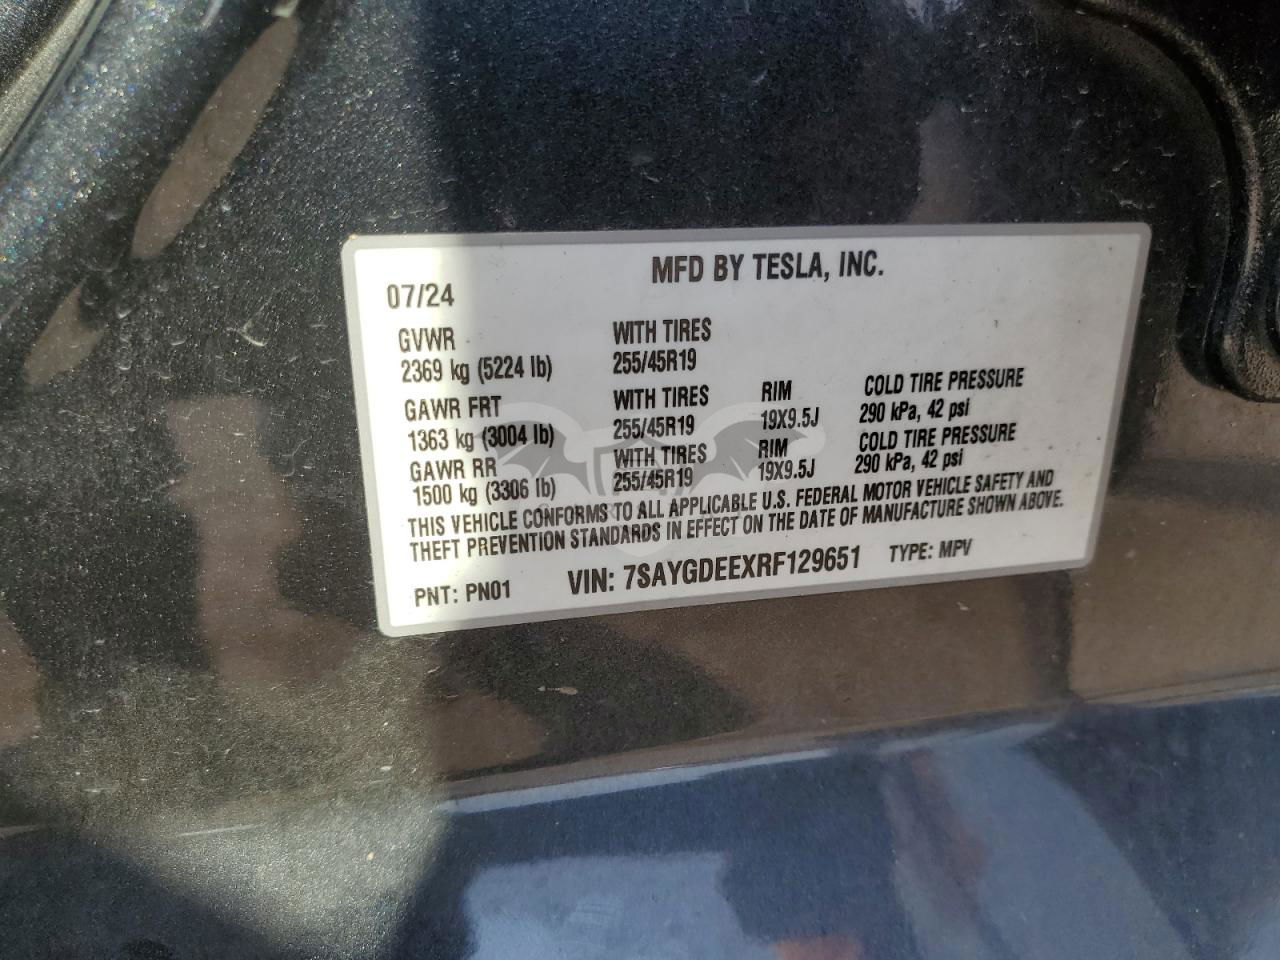 MFD BY TESLA, INC.
07/24
GVWR WITH TIRES
2369 kg (5224 lb) 255/45R19
GAWR FRT WITH TIRES RIM COLD TIRE PRESSURE
1363 kg (3004 lb) 255/45R19 19X9.5J 290 kPa, 42 psi
GAWR RR WITH TIRES RIM COLD TIRE PRESSURE
1500 kg (3306 lb) 255/45R19 19X9.5J 290 kPa, 42 psi
THIS VEHICLE CONFORMS TO ALL APPLICABLE U.S. FEDERAL MOTOR VEHICLE SAFETY AND
THEFT PREVENTION STANDARDS IN EFFECT ON THE DATE OF MANUFACTURE SHOWN ABOVE.
PNT: PN01 VIN: 7SAYGDEEXRF129651 TYPE: MPV